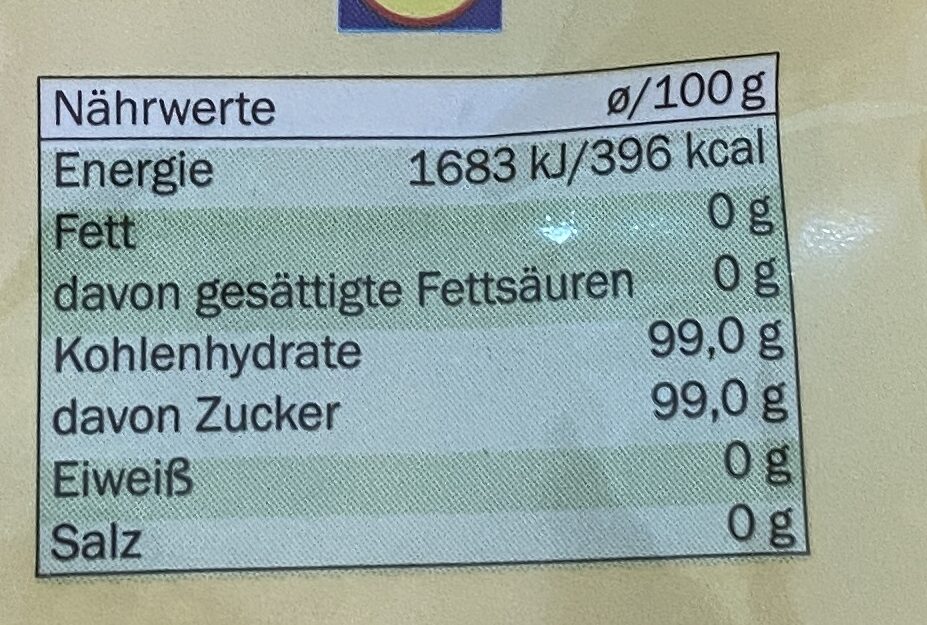 Nährwerte ø/100 g
Energie 1683 kJ/396 kcal
Fett 0 g
davon gesättigte Fettsäuren 0 g
Kohlenhydrate 99,0 g
davon Zucker 99,0 g
Eiweiß 0 g
Salz 0 g